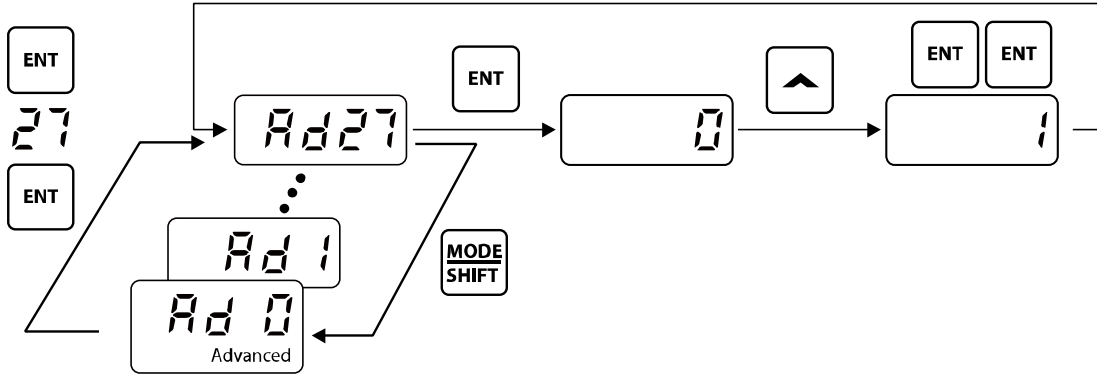 ENT
27
ENT
Ad27
ENT
0
ENT ENT
1
Ad 1
Ad 0
Advanced
MODE
SHIFT